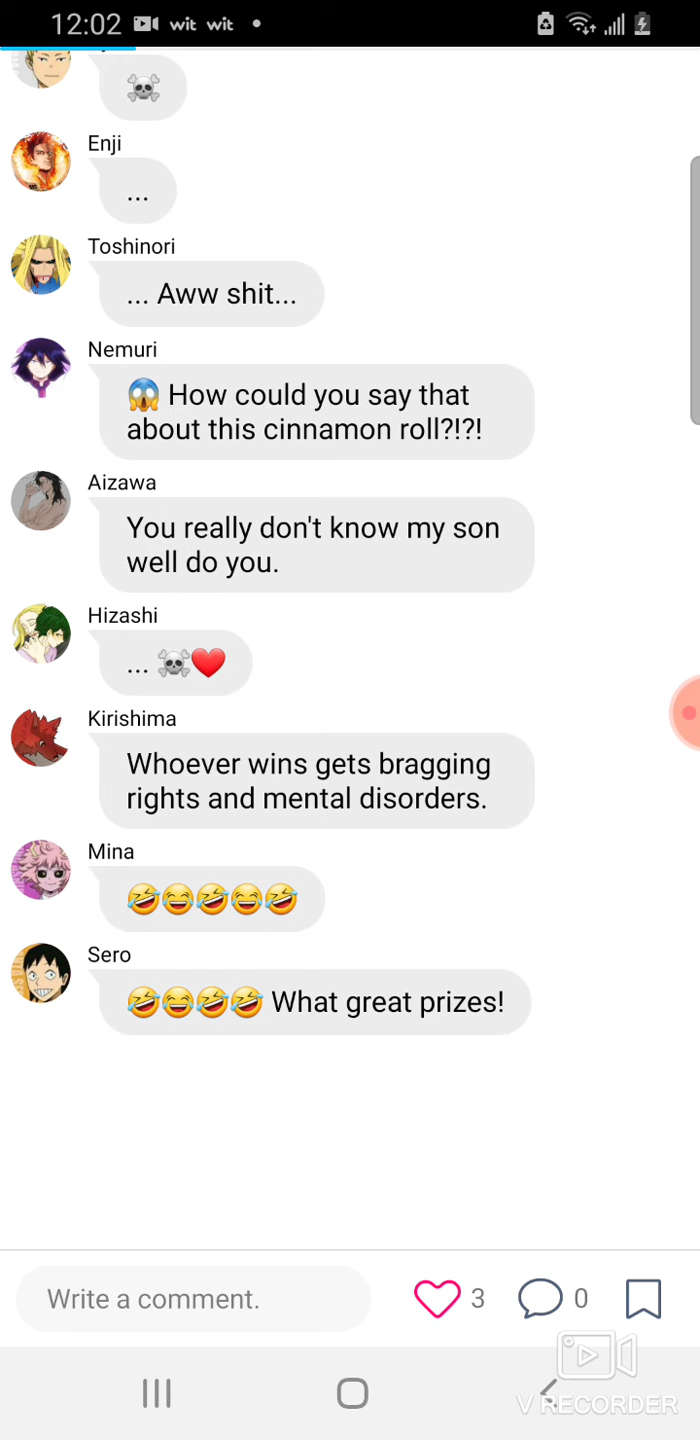 12:02 wit wit
☠️
Enji
...
Toshinori
... Aww shit...
Nemuri
😱 How could you say that
about this cinnamon roll?!?!
Aizawa
You really don't know my son
well do you.
Hizashi
... ☠️❤️
Kirishima
Whoever wins gets bragging
rights and mental disorders.
Mina
🤣😂🤣😂🤣
Sero
🤣😂🤣🤣 What great prizes!
Write a comment.
3
0
V RECORDER